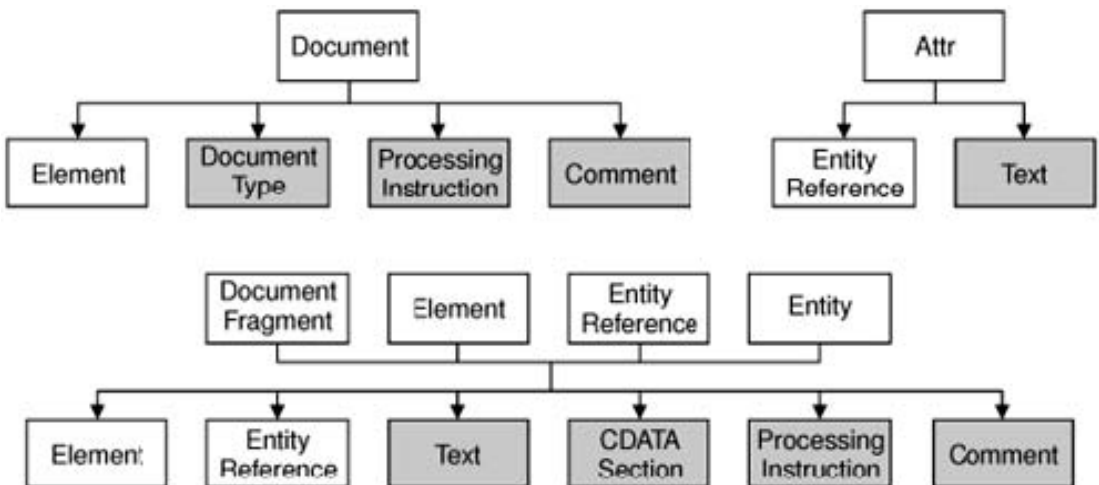 Document
Attr
Element
Document
Type
Processing
Instruction
Comment
Entity
Reference
Text
Document
Fragment
Element
Entity
Reference
Entity
Element
Entity
Reference
Text
CDATA
Section
Processing
Instruction
Comment